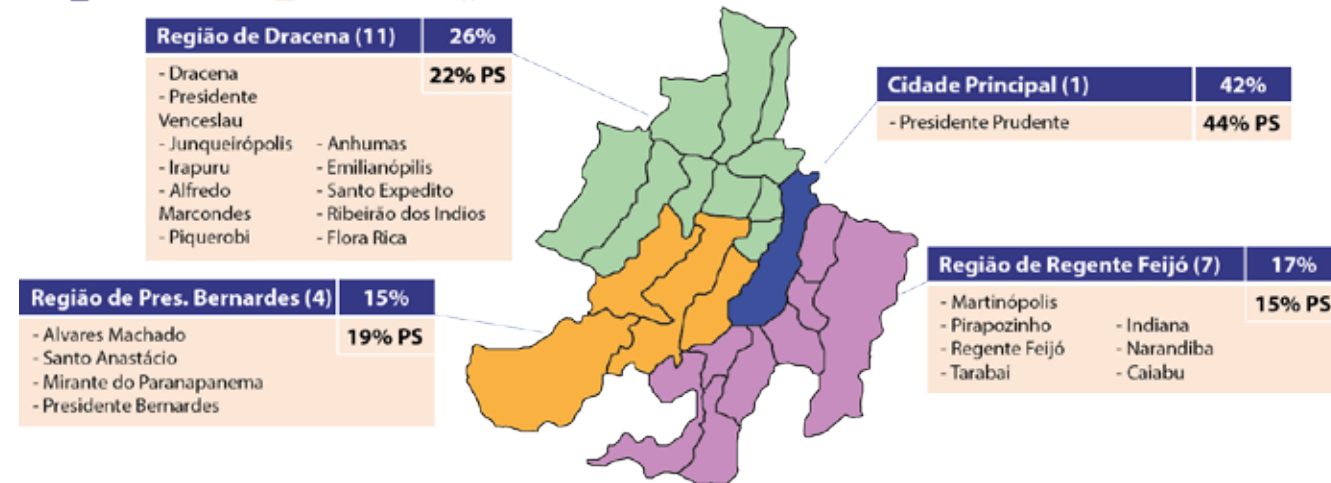 Região de Dracena (11) 26%
22% PS
- Dracena
- Presidente
Venceslau
- Junqueirópolis
- Irapuru
- Alfredo
Marcondes
- Piquerobi
- Anhumas
- Emilianópilis
- Santo Expedito
- Ribeirão dos Indios
- Flora Rica
Cidade Principal (1) 42%
- Presidente Prudente 44% PS
Região de Pres. Bernardes (4) 15%
19% PS
- Alvares Machado
- Santo Anastácio
- Mirante do Paranapanema
- Presidente Bernardes
Região de Regente Feijó (7) 17%
15% PS
- Martinópolis
- Pirapozinho
- Regente Feijó
- Tarabai
- Indiana
- Narandiba
- Caiabu